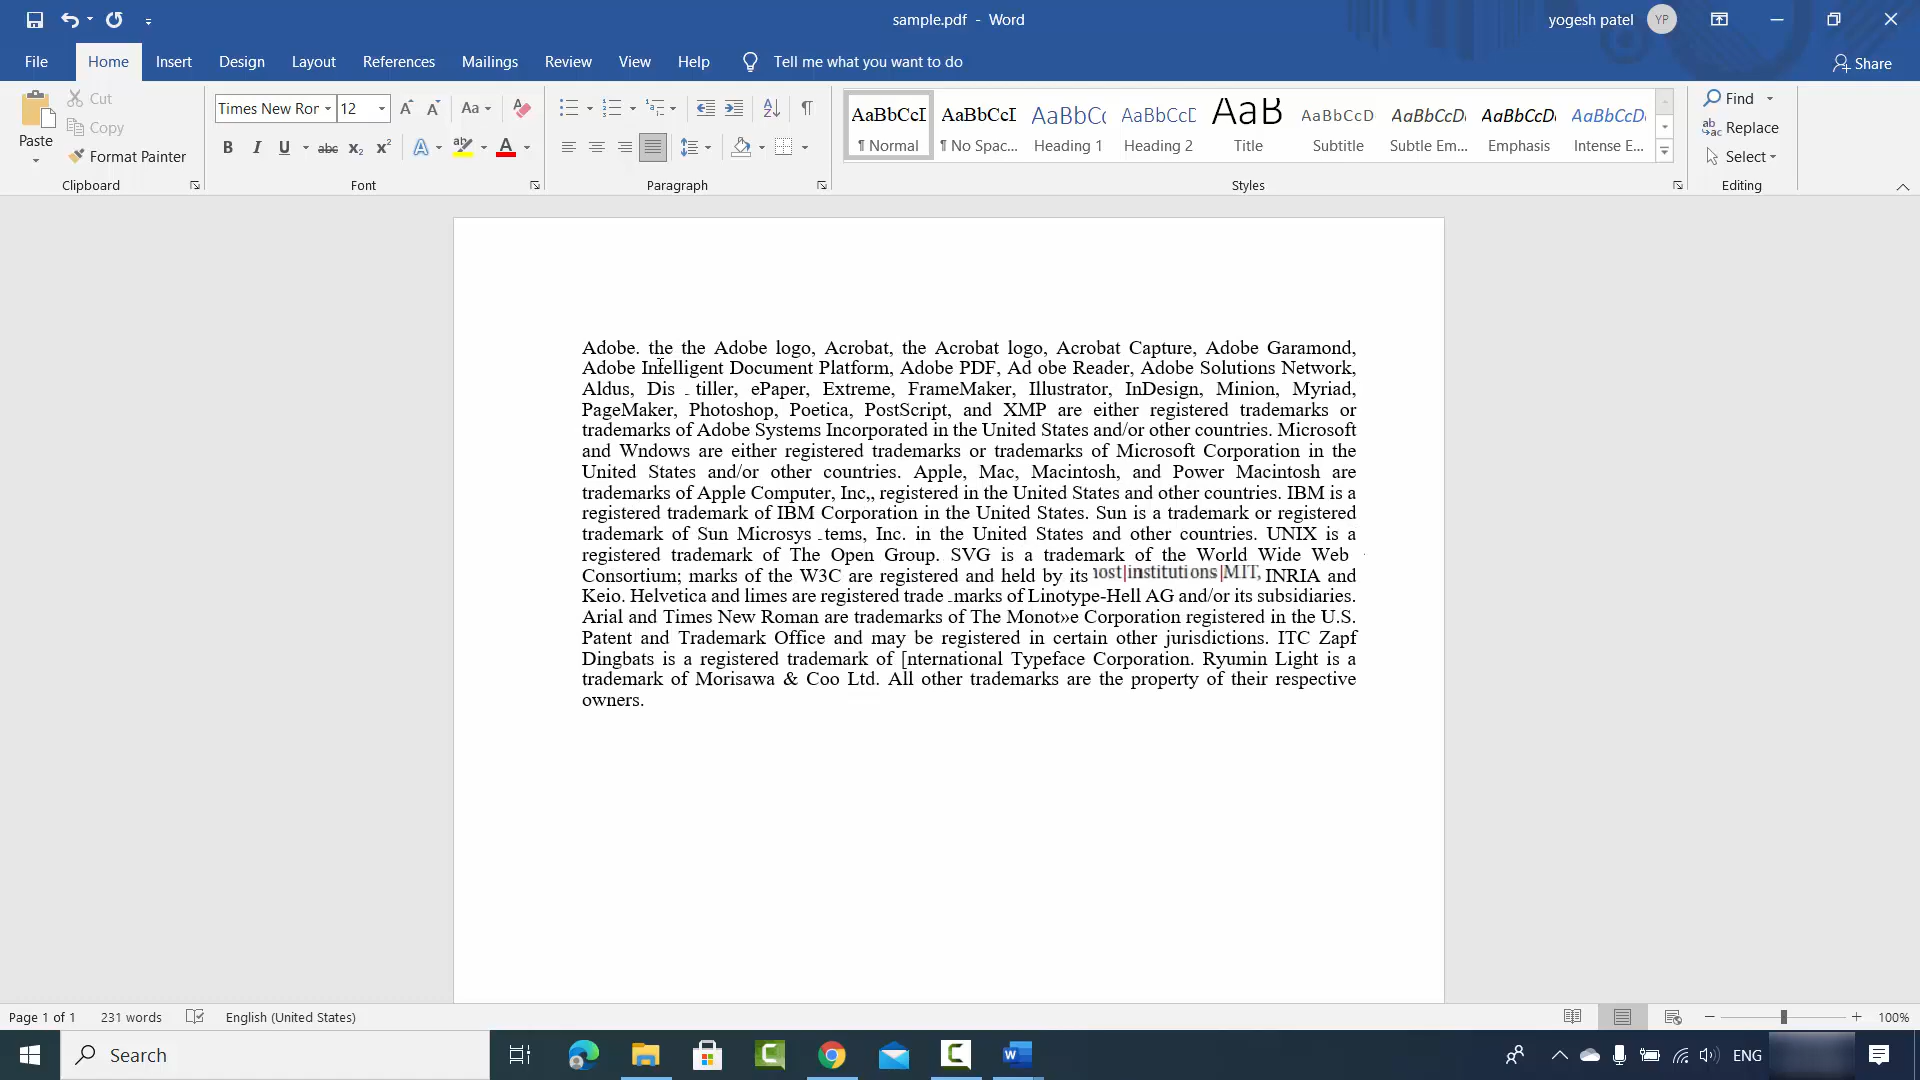 sample.pdf - Word
yogesh patel YP
File Home Insert Design Layout References Mailings Review View Help Tell me what you want to do Share
Paste
Cut
Copy
Format Painter
Clipboard
Times New Ror 12
Aa
B I U abc x₂ x² A ab A
Font
Paragraph
AaBbCcI AaBbCcI AaBbC AaBbCcD AaB AaBbCcD AaBbCcD AaBbCcD AaBbCcD
¶ Normal ¶ No Spac... Heading 1 Heading 2 Title Subtitle Subtle Em... Emphasis Intense E...
Styles
Find
Replace
Select
Editing
Adobe. the the Adobe logo, Acrobat, the Acrobat logo, Acrobat Capture, Adobe Garamond,
Adobe Intelligent Document Platform, Adobe PDF, Ad obe Reader, Adobe Solutions Network,
Aldus, Dis tiller, ePaper, Extreme, FrameMaker, Illustrator, InDesign, Minion, Myriad,
PageMaker, Photoshop, Poetica, PostScript, and XMP are either registered trademarks or
trademarks of Adobe Systems Incorporated in the United States and/or other countries. Microsoft
and Wndows are either registered trademarks or trademarks of Microsoft Corporation in the
United States and/or other countries. Apple, Mac, Macintosh, and Power Macintosh are
trademarks of Apple Computer, Inc,, registered in the United States and other countries. IBM is a
registered trademark of IBM Corporation in the United States. Sun is a trademark or registered
trademark of Sun Microsys tems, Inc. in the United States and other countries. UNIX is a
registered trademark of The Open Group. SVG is a trademark of the World Wide Web
Consortium; marks of the W3C are registered and held by its host institutions MIT, INRIA and
Keio. Helvetica and limes are registered trade marks of Linotype-Hell AG and/or its subsidiaries.
Arial and Times New Roman are trademarks of The Monot»e Corporation registered in the U.S.
Patent and Trademark Office and may be registered in certain other jurisdictions. ITC Zapf
Dingbats is a registered trademark of [nternational Typeface Corporation. Ryumin Light is a
trademark of Morisawa & Coo Ltd. All other trademarks are the property of their respective
owners.
Page 1 of 1 231 words English (United States) 100%
Search
ENG